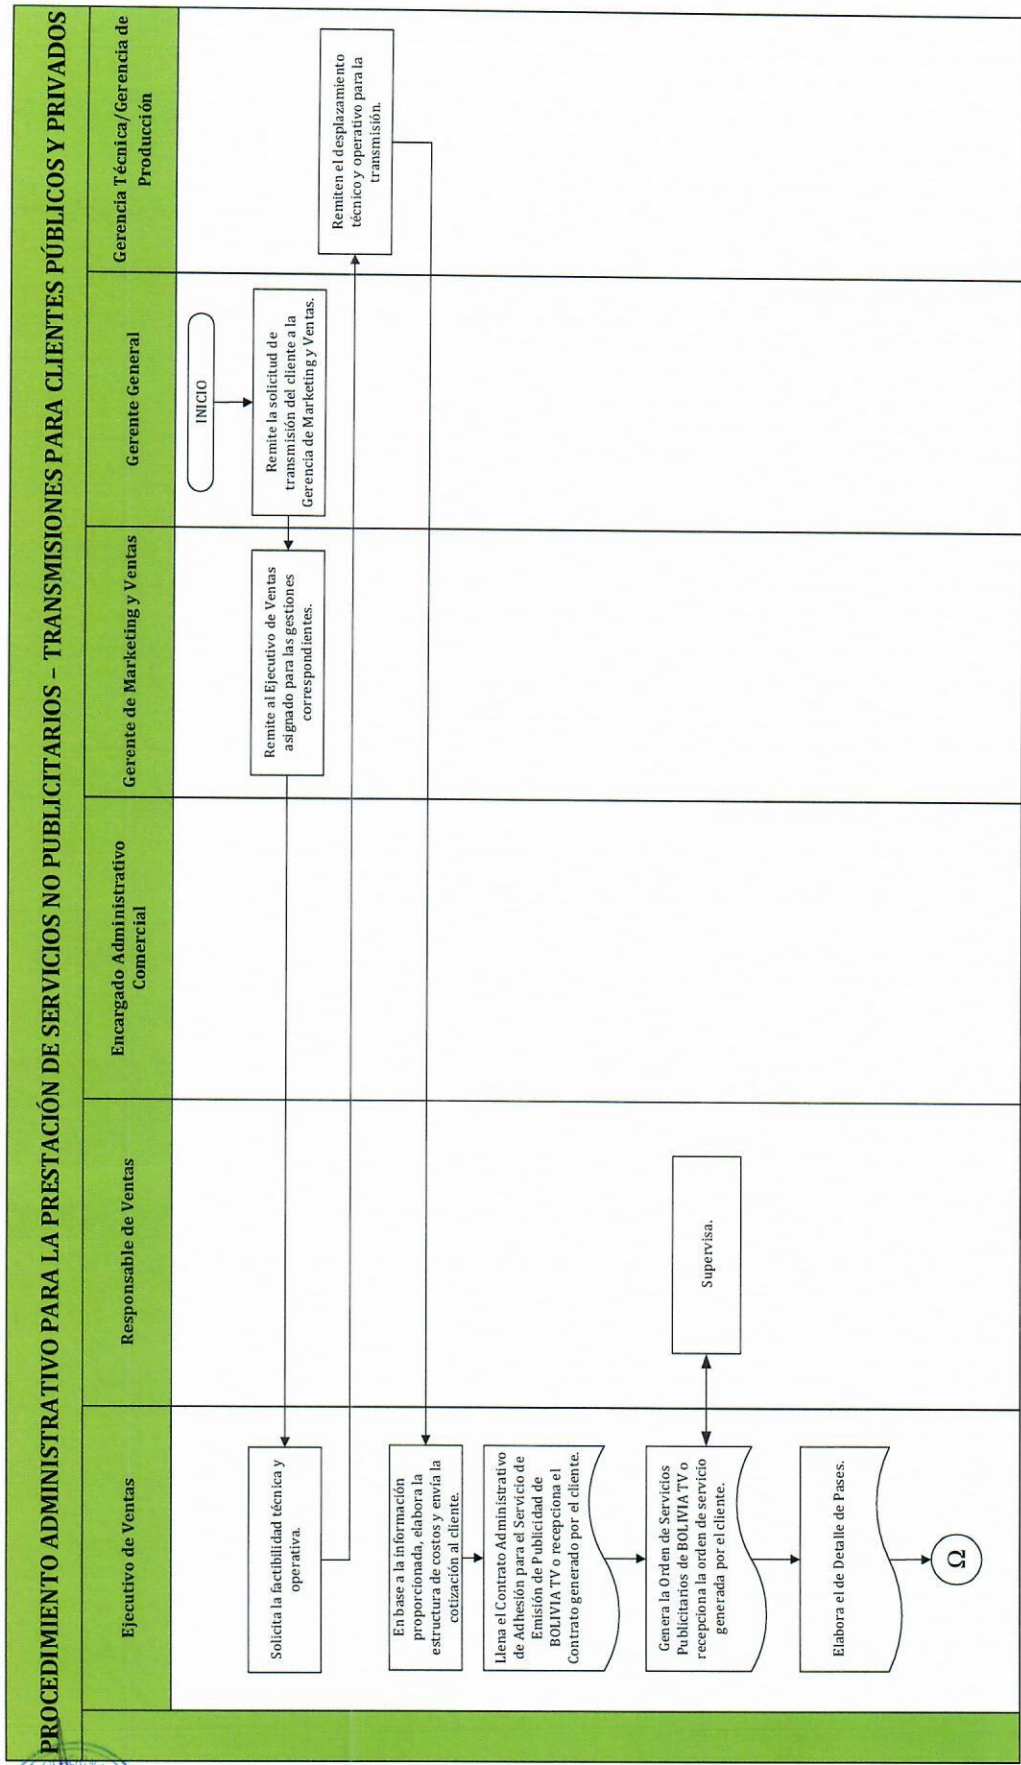 PROCEDIMIENTO ADMINISTRATIVO PARA LA PRESTACIÓN DE SERVICIOS NO PUBLICITARIOS – TRANSMISIONES PARA CLIENTES PÚBLICOS Y PRIVADOS
Ejecutivo de Ventas
Responsable de Ventas
Encargado Administrativo
Comercial
Gerente de Marketing y Ventas
Gerente General
Gerencia Técnica/Gerencia de
Producción
INICIO
Remite la solicitud de
transmisión del cliente a la
Gerencia de Marketing y Ventas.
Remite al Ejecutivo de Ventas
asignado para las gestiones
correspondientes.
Solicita la factibilidad técnica y
operativa.
Remiten el desplazamiento
técnico y operativo para la
transmisión.
En base a la información
proporcionada, elabora la
estructura de costos y envía la
cotización al cliente.
Llena el Contrato Administrativo
de Adhesión para el Servicio de
Emisión de Publicidad de
BOLIVIA TV o recepciona el
Contrato generado por el cliente.
Genera la Orden de Servicios
Publicitarios de BOLIVIA TV o
recepciona la orden de servicio
generada por el cliente.
Supervisa.
Elabora el de Detalle de Pases.
Ω